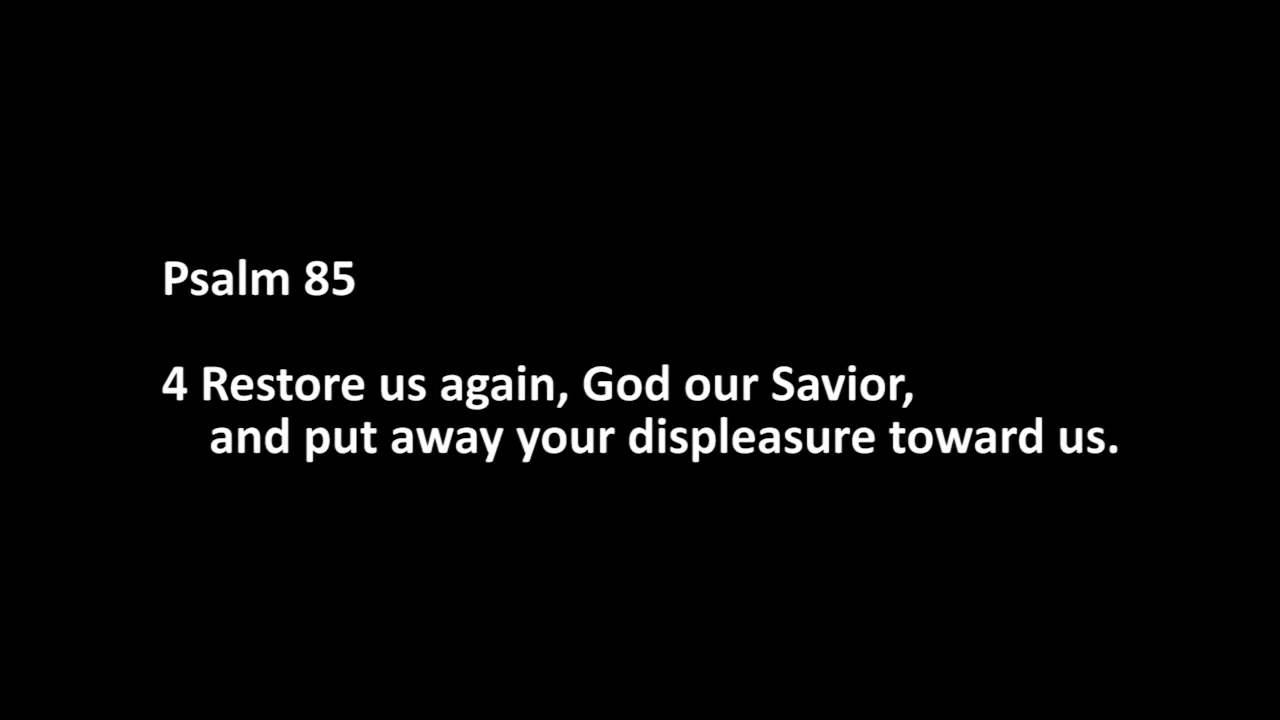 Psalm 85
4 Restore us again, God our Savior,
and put away your displeasure toward us.